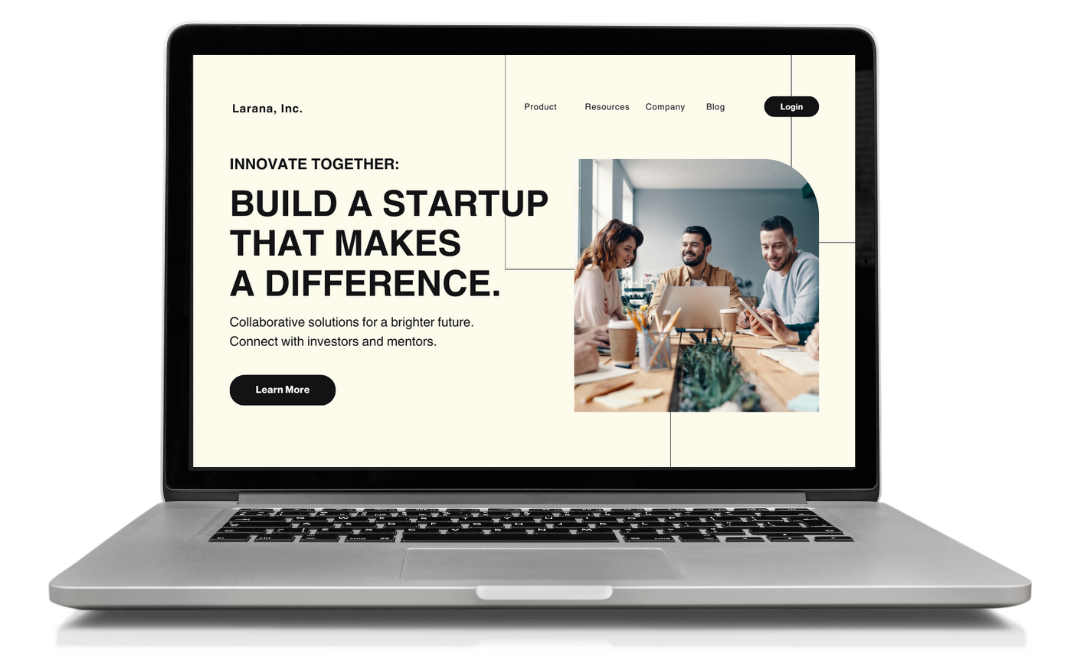 Larana, Inc.
Product Resources Company Blog Login
INNOVATE TOGETHER:
BUILD A STARTUP
THAT MAKES
A DIFFERENCE.
Collaborative solutions for a brighter future.
Connect with investors and mentors.
Learn More